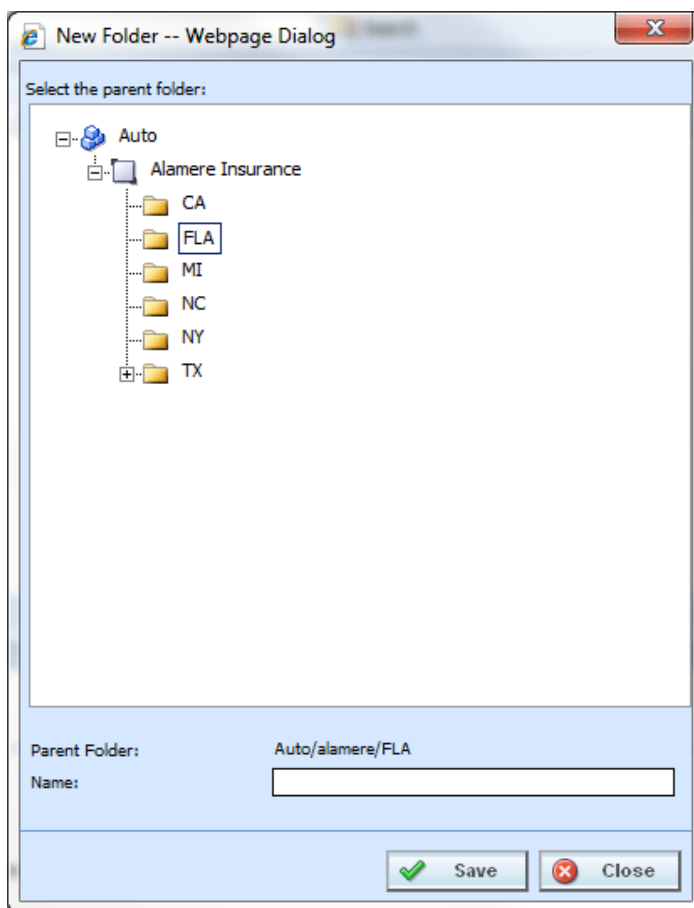 New Folder -- Webpage Dialog
Select the parent folder:
Auto
Alamere Insurance
CA
FLA
MI
NC
NY
TX
Parent Folder: Auto/alamere/FLA
Name:
Save Close